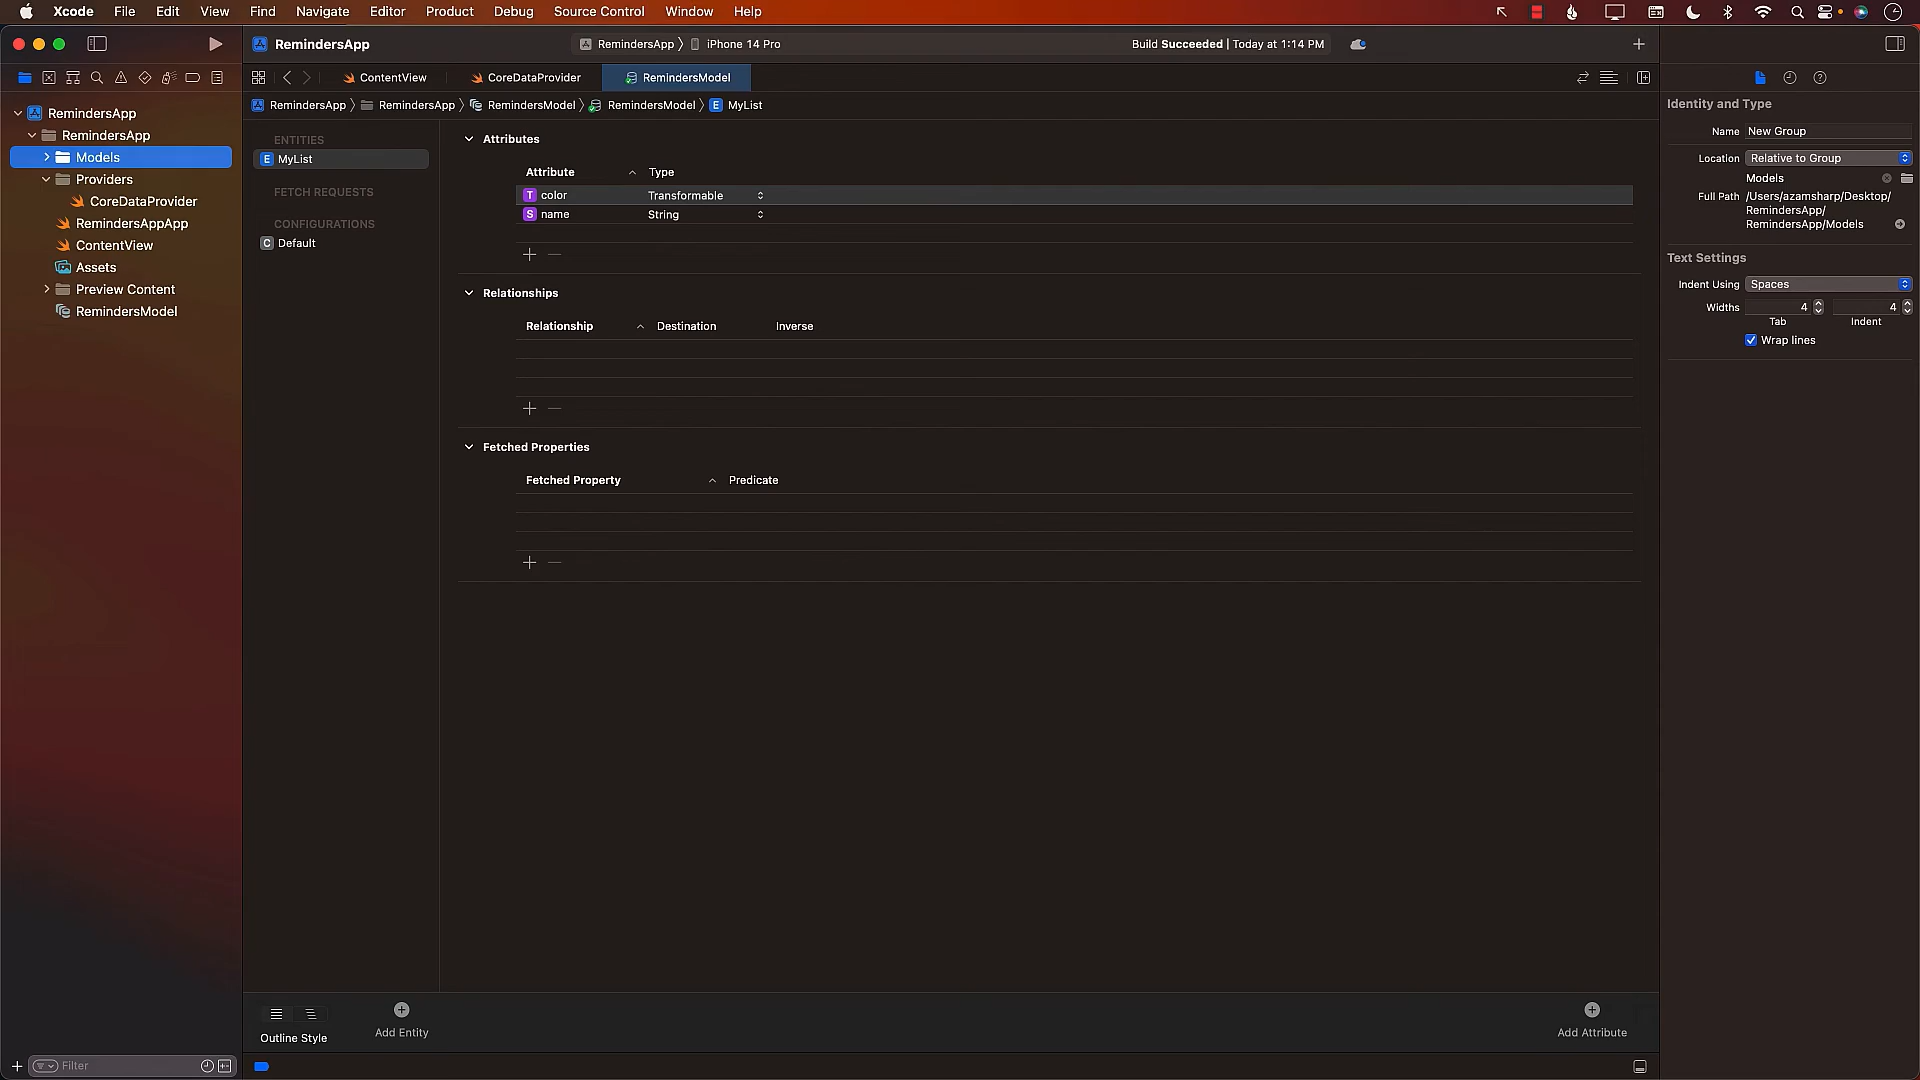 Xcode File Edit View Find Navigate Editor Product Debug Source Control Window Help
RemindersApp
RemindersApp 〉 iPhone 14 Pro
Build Succeeded | Today at 1:14 PM
ContentView
CoreDataProvider
RemindersModel
RemindersApp 〉 RemindersApp 〉 RemindersModel 〉 RemindersModel 〉 E MyList
RemindersApp
RemindersApp
Models
Providers
CoreDataProvider
RemindersAppApp
ContentView
Assets
Preview Content
RemindersModel
Filter
ENTITIES
E MyList
FETCH REQUESTS
CONFIGURATIONS
C Default
Attributes
Attribute Type
T color Transformable
S name String
Relationships
Relationship Destination Inverse
Fetched Properties
Fetched Property Predicate
Outline Style
Add Entity
Add Attribute
Identity and Type
Name New Group
Location Relative to Group
Models
Full Path /Users/azamsharp/Desktop/
RemindersApp/
RemindersApp/Models
Text Settings
Indent Using Spaces
Widths 4 4
Tab Indent
Wrap lines